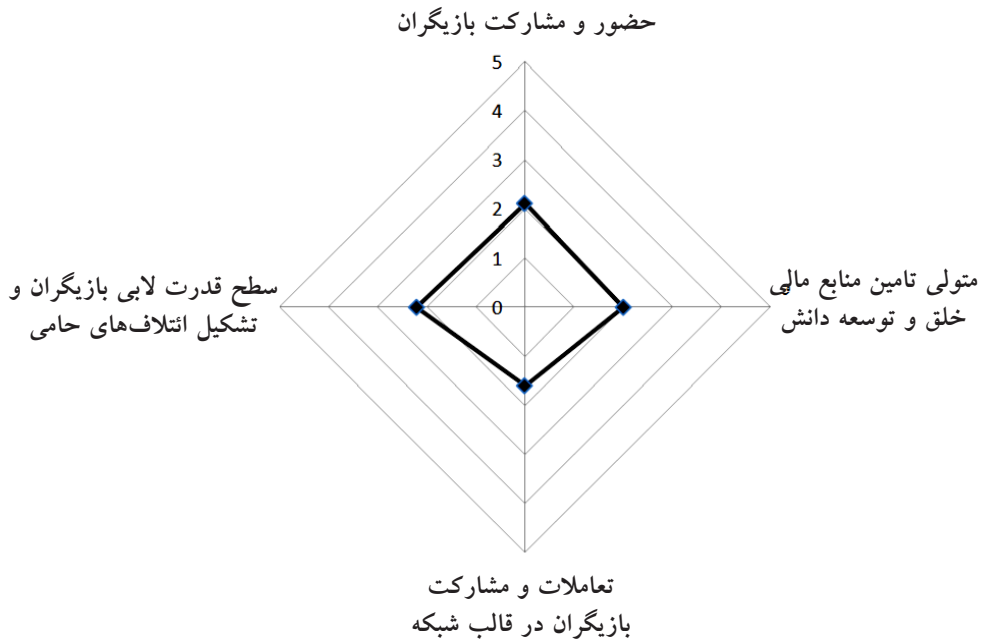 حضور و مشارکت بازیگران
5
4
3
2
1
0
متولی تامین منابع مالی
خلق و توسعه دانش
سطح قدرت لابی بازیگران و
تشکیل ائتلاف‌های حامی
تعاملات و مشارکت
بازیگران در قالب شبکه